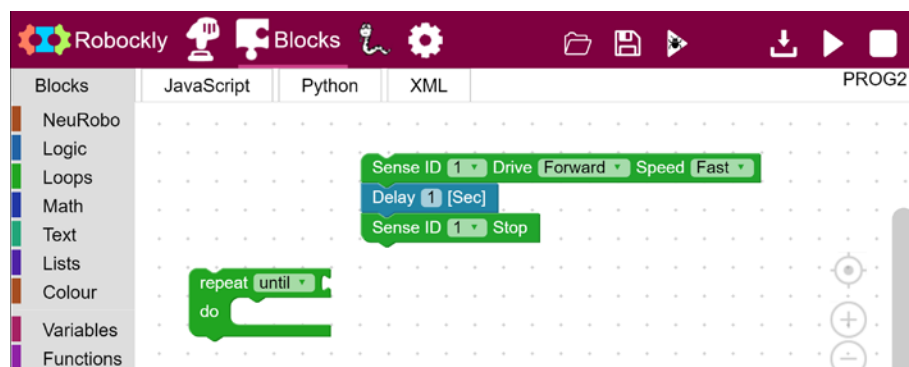 Robockly Blocks
Blocks JavaScript Python XML PROG2
NeuRobo
Logic
Loops
Math
Text
Lists
Colour
Variables
Functions
Sense ID 1 Drive Forward Speed Fast
Delay 1 [Sec]
Sense ID 1 Stop
repeat until
do